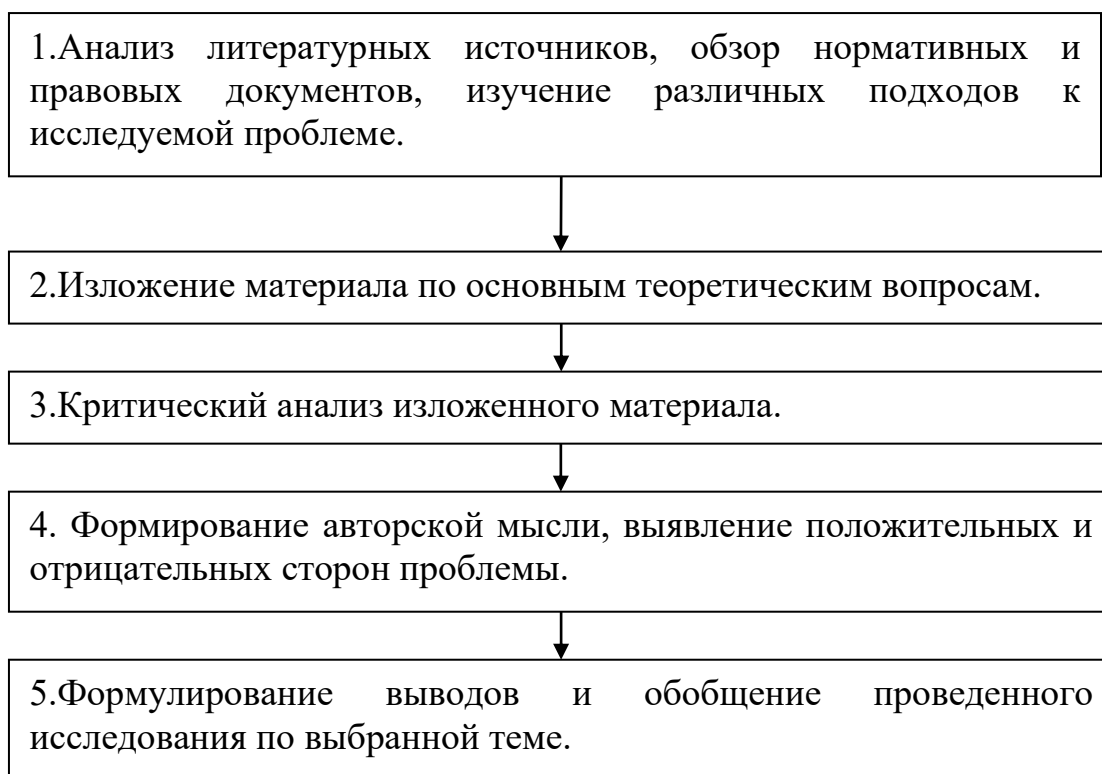 1.Анализ литературных источников, обзор нормативных и
правовых документов, изучение различных подходов к
исследуемой проблеме.
2.Изложение материала по основным теоретическим вопросам.
3.Критический анализ изложенного материала.
4. Формирование авторской мысли, выявление положительных и
отрицательных сторон проблемы.
5.Формулирование выводов и обобщение проведенного
исследования по выбранной теме.